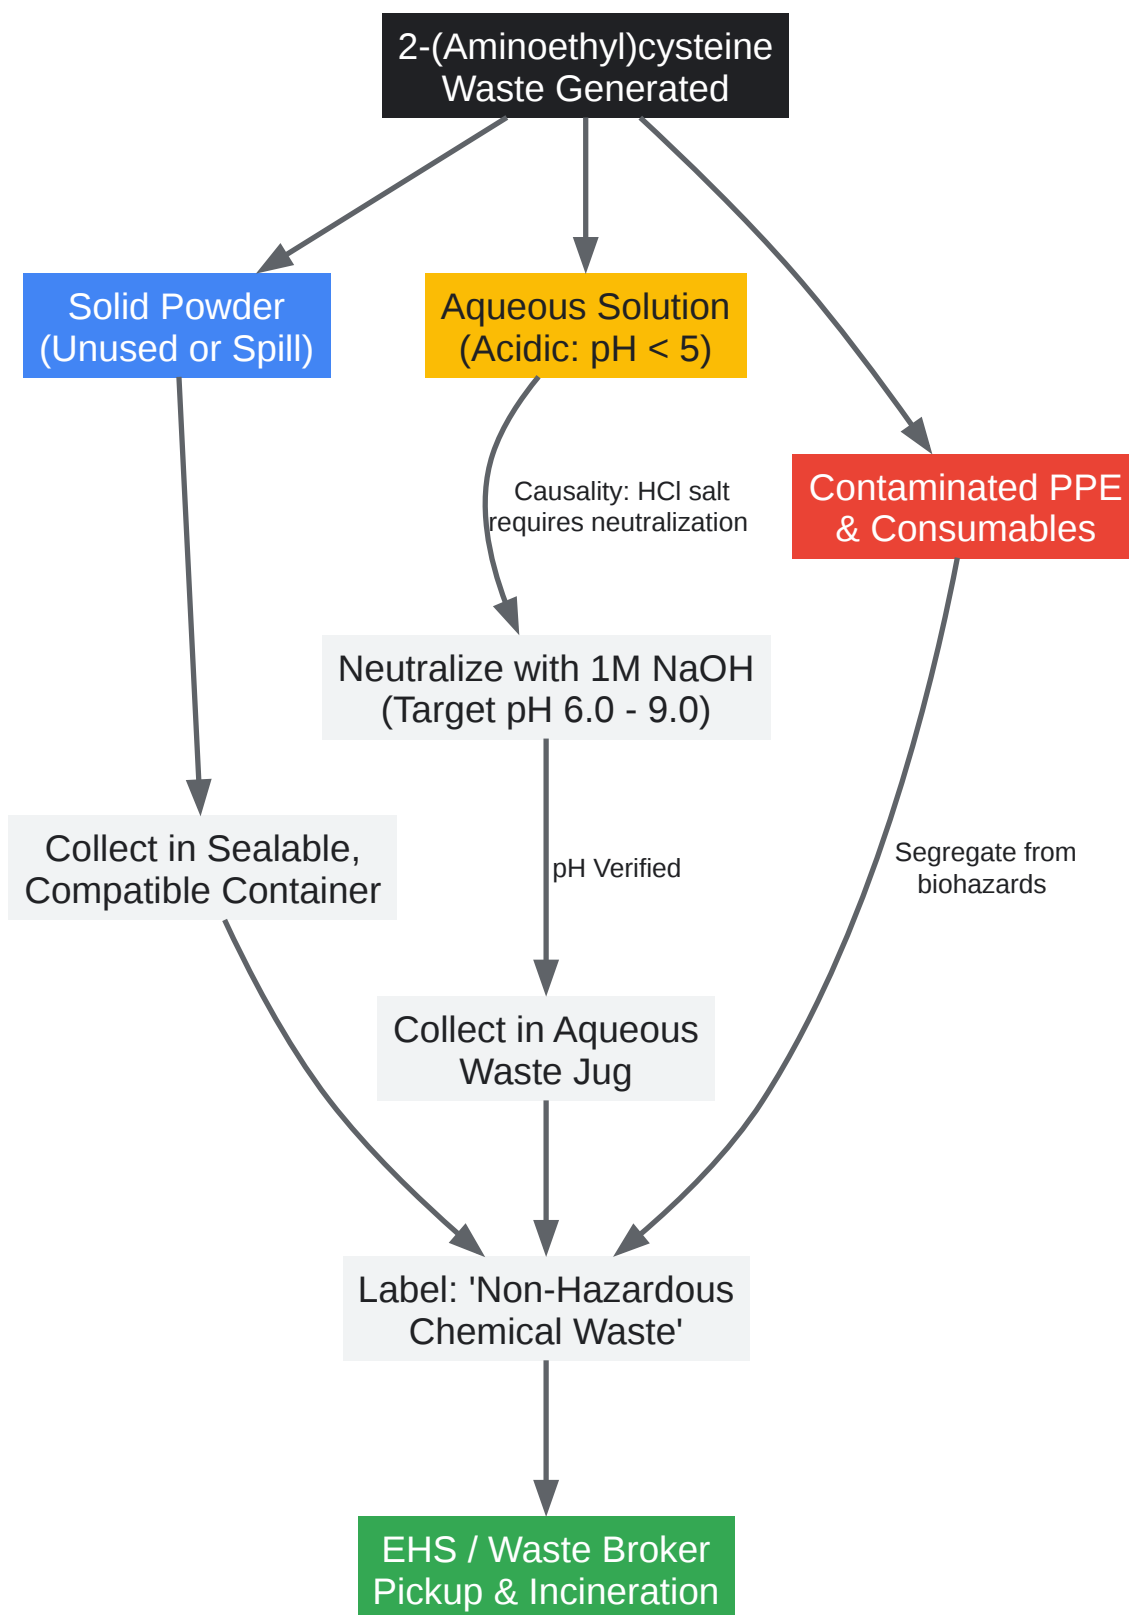 2-(Aminoethyl)cysteine
Waste Generated
Solid Powder
(Unused or Spill)
Aqueous Solution
(Acidic: pH < 5)
Causality: HCl salt
requires neutralization
Contaminated PPE
& Consumables
Neutralize with 1M NaOH
(Target pH 6.0 - 9.0)
Collect in Sealable,
Compatible Container
pH Verified
Segregate from
biohazards
Collect in Aqueous
Waste Jug
Label: 'Non-Hazardous
Chemical Waste'
EHS / Waste Broker
Pickup & Incineration